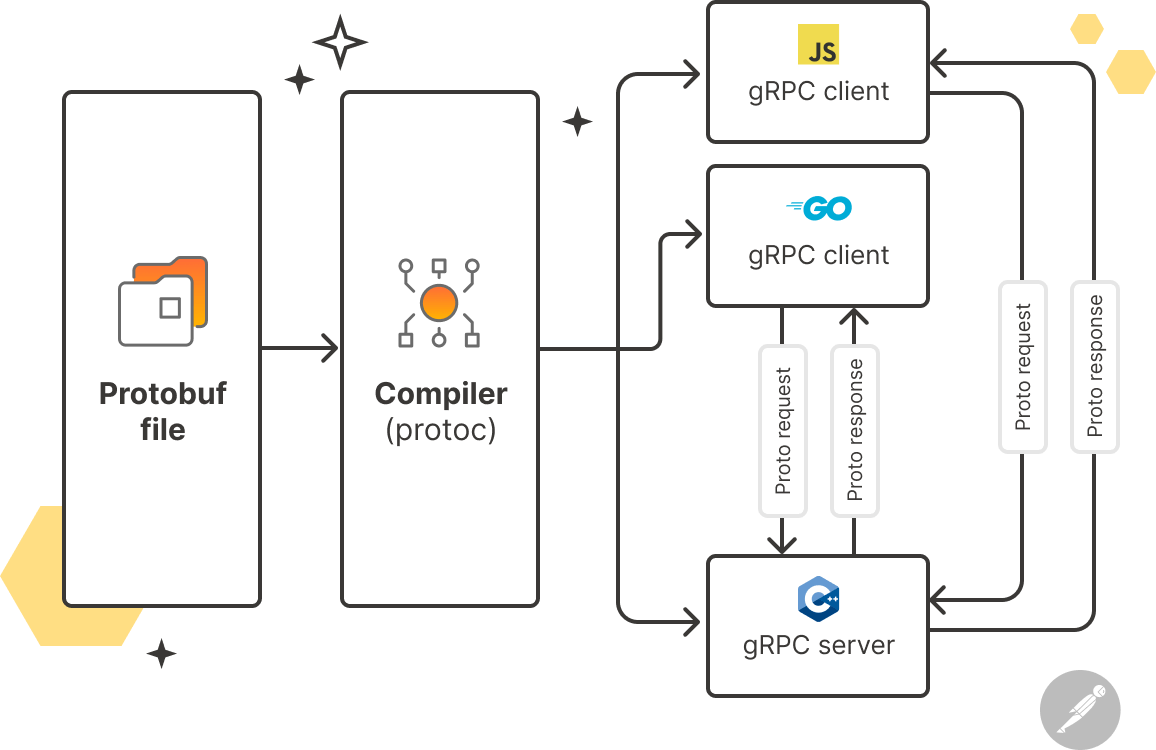 Protobuf
file
Compiler
(protoc)
JS
gRPC client
GO
gRPC client
Proto request
Proto response
Proto request
Proto response
C++
gRPC server